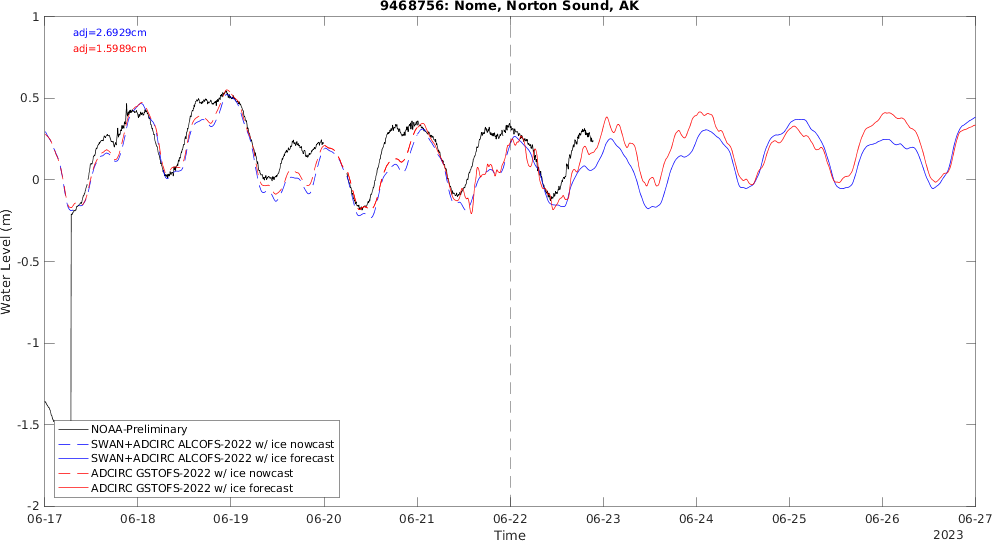 9468756: Nome, Norton Sound, AK
adj=2.6929cm
adj=1.5989cm
Water Level (m)
1
0.5
0
-0.5
-1
-1.5
-2
NOAA-Preliminary
SWAN+ADCIRC ALCOFS-2022 w/ ice nowcast
SWAN+ADCIRC ALCOFS-2022 w/ ice forecast
ADCIRC GSTOFS-2022 w/ ice nowcast
ADCIRC GSTOFS-2022 w/ ice forecast
06-17 06-18 06-19 06-20 06-21 06-22 06-23 06-24 06-25 06-26 06-27
Time
2023